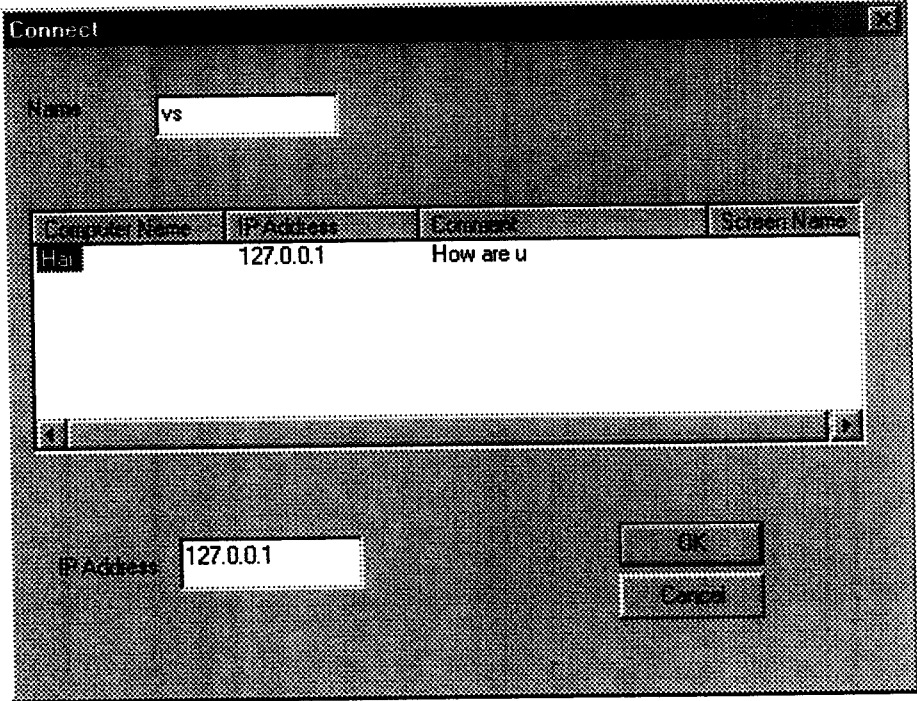 Connect
Name vs
Computer Name IP Address Comment Screen Name
Hai 127.0.0.1 How are u
IP Address 127.0.0.1
OK
Cancel